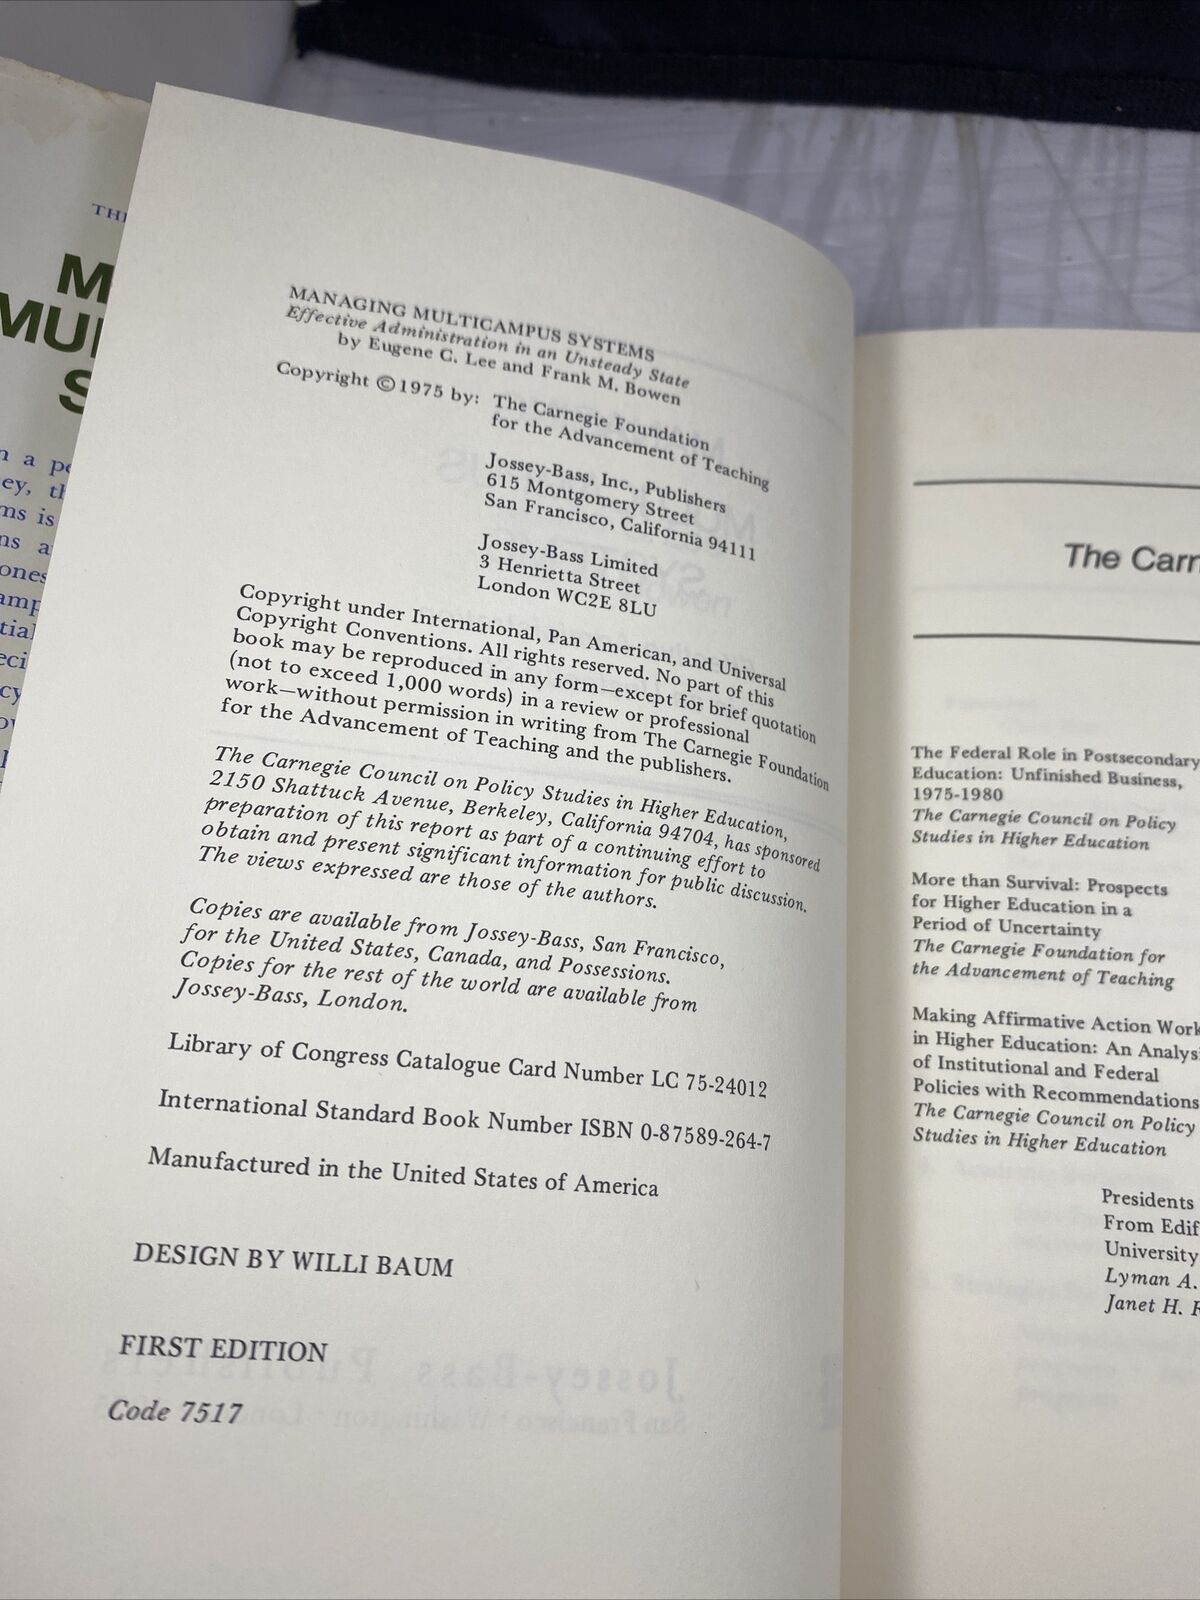 THE
M
MUL
S
MANAGING MULTICAMPUS SYSTEMS
Effective Administration in an Unsteady State
by Eugene C. Lee and Frank M. Bowen
Copyright ©1975 by: The Carnegie Foundation
for the Advancement of Teaching
Jossey-Bass, Inc., Publishers
615 Montgomery Street
San Francisco, California 94111
Jossey-Bass Limited
3 Henrietta Street
London WC2E 8LU
Copyright under International, Pan American, and Universal
Copyright Conventions. All rights reserved. No part of this
book may be reproduced in any form—except for brief quotation
(not to exceed 1,000 words) in a review or professional
work—without permission in writing from The Carnegie Foundation
for the Advancement of Teaching and the publishers.
The Carnegie Council on Policy Studies in Higher Education,
2150 Shattuck Avenue, Berkeley, California 94704, has sponsored
preparation of this report as part of a continuing effort to
obtain and present significant information for public discussion.
The views expressed are those of the authors.
Copies are available from Jossey-Bass, San Francisco,
for the United States, Canada, and Possessions.
Copies for the rest of the world are available from
Jossey-Bass, London.
Library of Congress Catalogue Card Number LC 75-24012
International Standard Book Number ISBN 0-87589-264-7
Manufactured in the United States of America
DESIGN BY WILLI BAUM
FIRST EDITION
Code 7517
The Carn
The Federal Role in Postsecondary
Education: Unfinished Business,
1975-1980
The Carnegie Council on Policy
Studies in Higher Education
More than Survival: Prospects
for Higher Education in a
Period of Uncertainty
The Carnegie Foundation for
the Advancement of Teaching
Making Affirmative Action Work
in Higher Education: An Analysi
of Institutional and Federal
Policies with Recommendations
The Carnegie Council on Policy
Studies in Higher Education
Presidents
From Edif
University
Lyman A.
Janet H. R